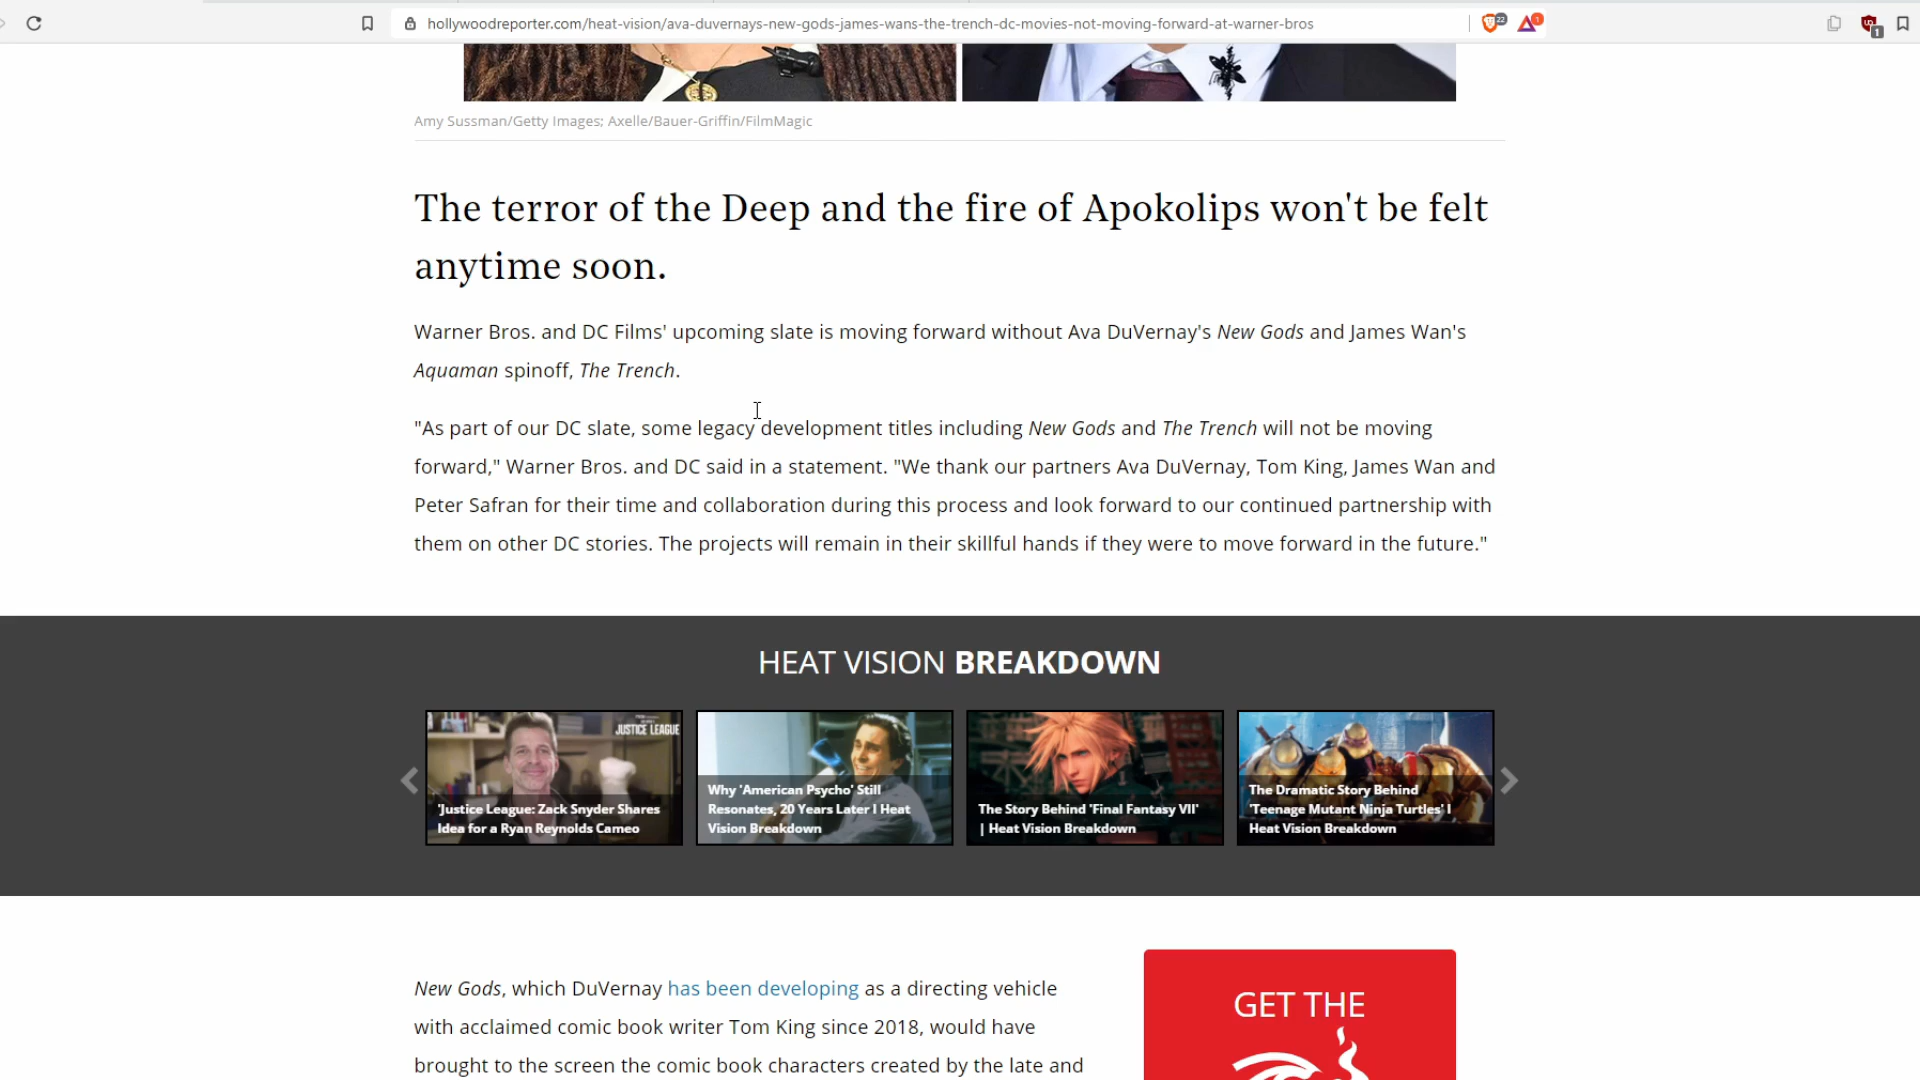 hollywoodreporter.com/heat-vision/ava-duvernays-new-gods-james-wans-the-trench-dc-movies-not-moving-forward-at-warner-bros
22
1
1
Amy Sussman/Getty Images; Axelle/Bauer-Griffin/FilmMagic
The terror of the Deep and the fire of Apokolips won't be felt
anytime soon.
Warner Bros. and DC Films' upcoming slate is moving forward without Ava DuVernay's New Gods and James Wan's
Aquaman spinoff, The Trench.
"As part of our DC slate, some legacy development titles including New Gods and The Trench will not be moving
forward," Warner Bros. and DC said in a statement. "We thank our partners Ava DuVernay, Tom King, James Wan and
Peter Safran for their time and collaboration during this process and look forward to our continued partnership with
them on other DC stories. The projects will remain in their skillful hands if they were to move forward in the future."
HEAT VISION BREAKDOWN
JUSTICE LEAGUE
'Justice League: Zack Snyder Shares
Idea for a Ryan Reynolds Cameo
Why 'American Psycho' Still
Resonates, 20 Years Later I Heat
Vision Breakdown
The Story Behind 'Final Fantasy VII'
| Heat Vision Breakdown
The Dramatic Story Behind
'Teenage Mutant Ninja Turtles' I
Heat Vision Breakdown
New Gods, which DuVernay has been developing as a directing vehicle
with acclaimed comic book writer Tom King since 2018, would have
brought to the screen the comic book characters created by the late and
GET THE